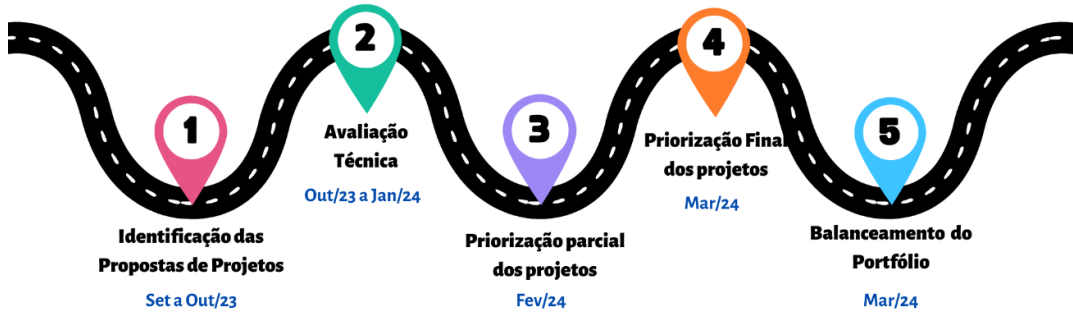 1
Identificação das
Propostas de Projetos
Set a Out/23
2
Avaliação
Técnica
Out/23 a Jan/24
3
Priorização parcial
dos projetos
Fev/24
4
Priorização Final
dos projetos
Mar/24
5
Balanceamento do
Portfólio
Mar/24